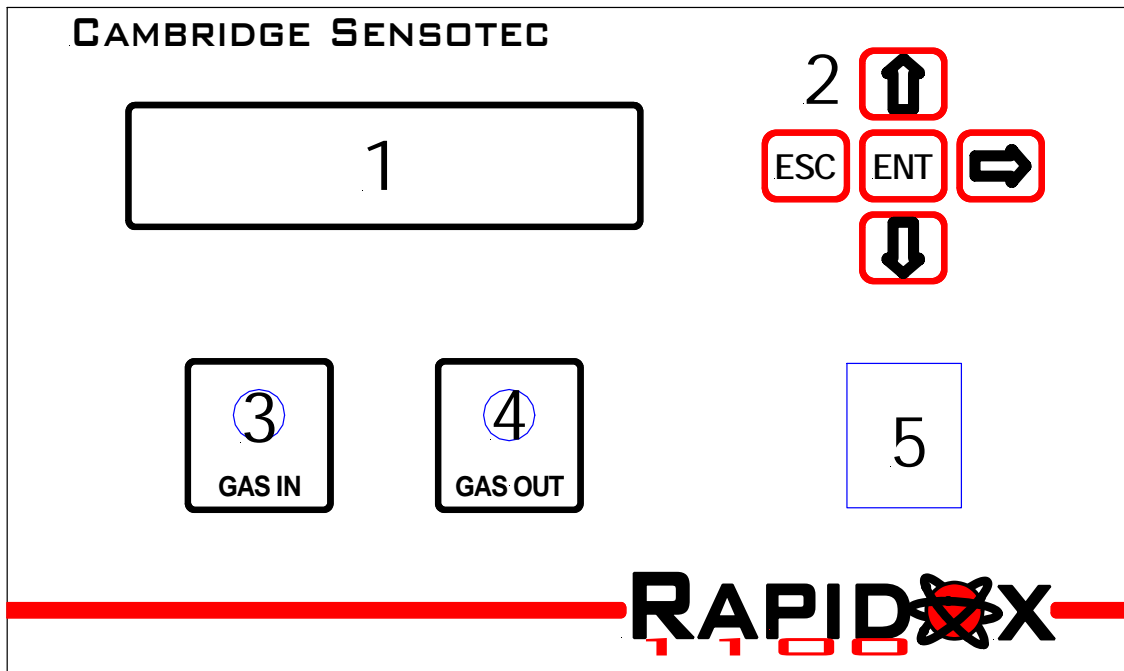 CAMBRIDGE SENSOTEC
1
2
ESC ENT
3
GAS IN
4
GAS OUT
5
RAPIDOX
1100